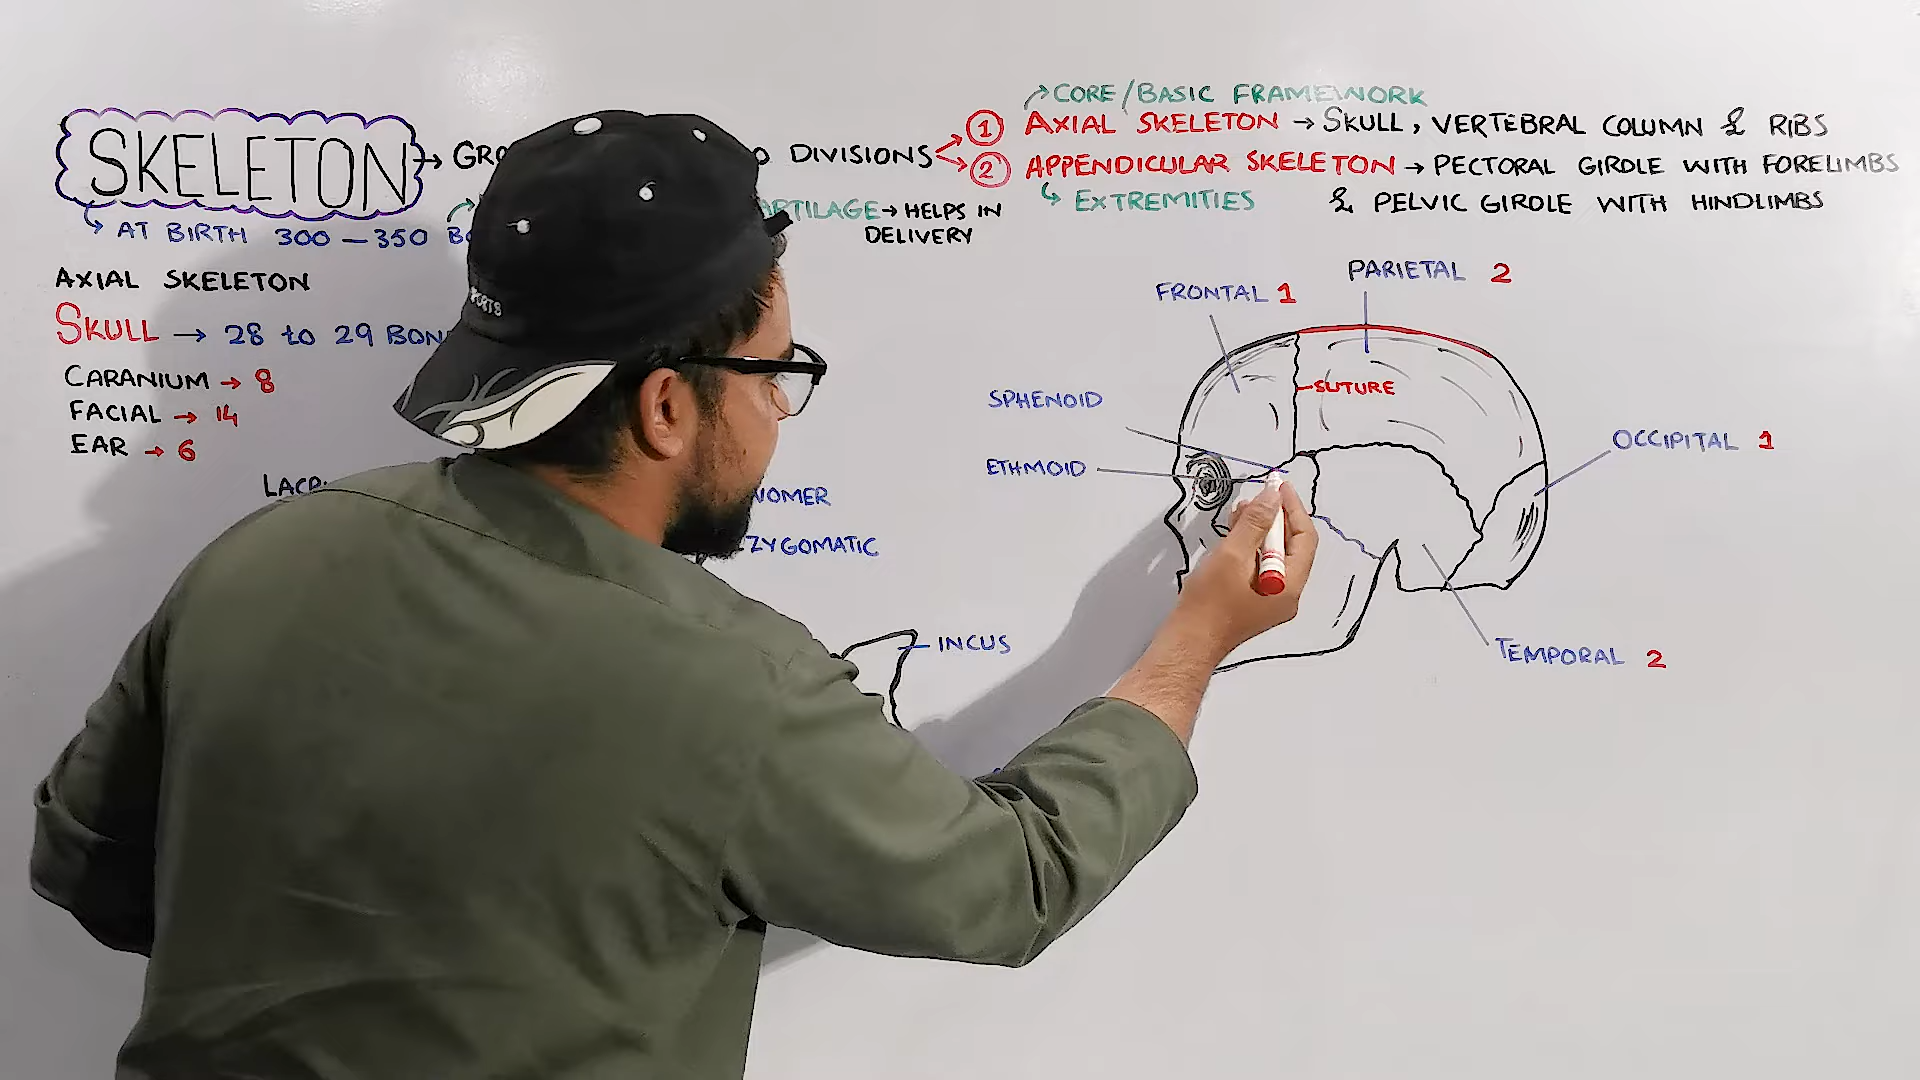 CORE/BASIC FRAMEWORK
SKELETON → DIVISIONS
① AXIAL SKELETON → SKULL, VERTEBRAL COLUMN & RIBS
② APPENDICULAR SKELETON → PECTORAL GIRDLE WITH FORELIMBS
EXTREMITIES & PELVIC GIRDLE WITH HINDLIMBS
→ HELPS IN
DELIVERY
AT BIRTH 300 — 350
AXIAL SKELETON
SKULL → 28 to 29
CARANIUM → 8
FACIAL → 14
EAR → 6
VOMER
ZYGOMATIC
INCUS
FRONTAL 1
PARIETAL 2
SUTURE
SPHENOID
ETHMOID
OCCIPITAL 1
TEMPORAL 2